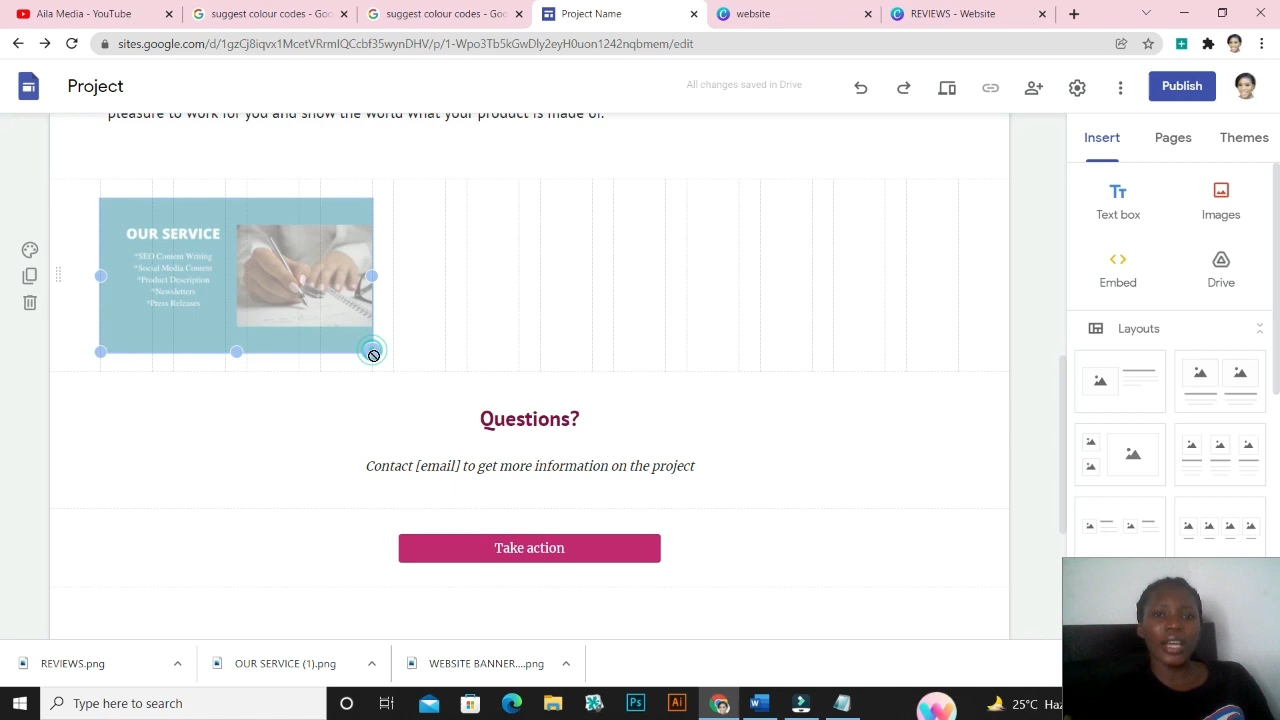 Aila Media - YouTube
suggest colour codes - Goo
suggest colour codes - Goo
Project Name
website
REVIEWS - Website
sites.google.com/d/1gzCj8iqvx1McetVRrmIQCcbf35wynDHV/p/1-WpchTb5kGwDly2eyH0uon1242nqbmem/edit
Project
All changes saved in Drive
Publish
pleasure to work for you and show the world what your product is made of.
Insert
Pages
Themes
Text box
Images
Embed
Drive
Layouts
OUR SERVICE
*SEO Content Writing
*Social Media Content
*Product Description
*Newsletters
*Press Releases
Questions?
Contact [email] to get more information on the project
Take action
REVIEWS.png
OUR SERVICE (1).png
WEBSITE BANNER....png
Type here to search
25°C Haz